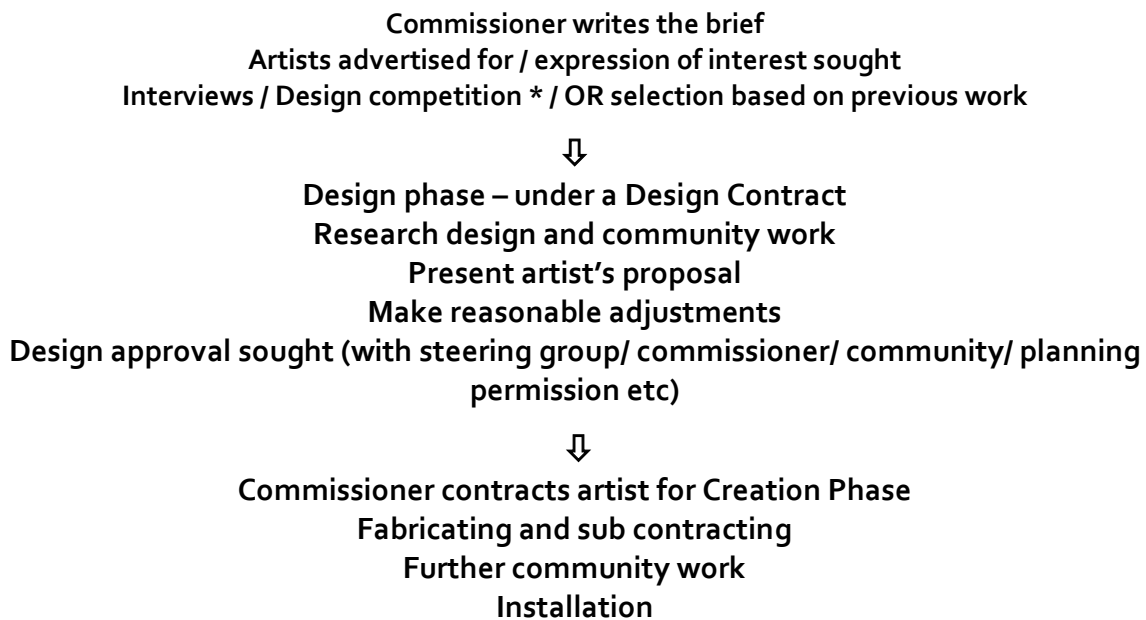 Commissioner writes the brief
Artists advertised for / expression of interest sought
Interviews / Design competition * / OR selection based on previous work
⇩
Design phase – under a Design Contract
Research design and community work
Present artist’s proposal
Make reasonable adjustments
Design approval sought (with steering group/ commissioner/ community/ planning
permission etc)
⇩
Commissioner contracts artist for Creation Phase
Fabricating and sub contracting
Further community work
Installation